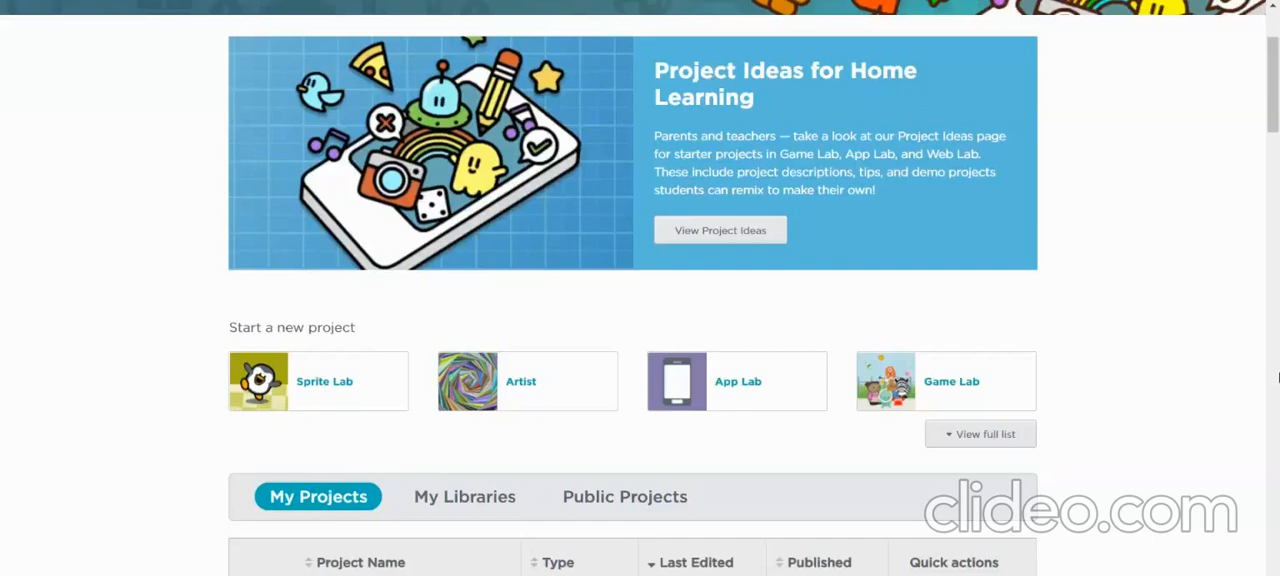 Project Ideas for Home
Learning
Parents and teachers — take a look at our Project Ideas page
for starter projects in Game Lab, App Lab, and Web Lab.
These include project descriptions, tips, and demo projects
students can remix to make their own!
View Project Ideas
Start a new project
Sprite Lab
Artist
App Lab
Game Lab
View full list
My Projects
My Libraries
Public Projects
clideo.com
Project Name
Type
Last Edited
Published
Quick actions